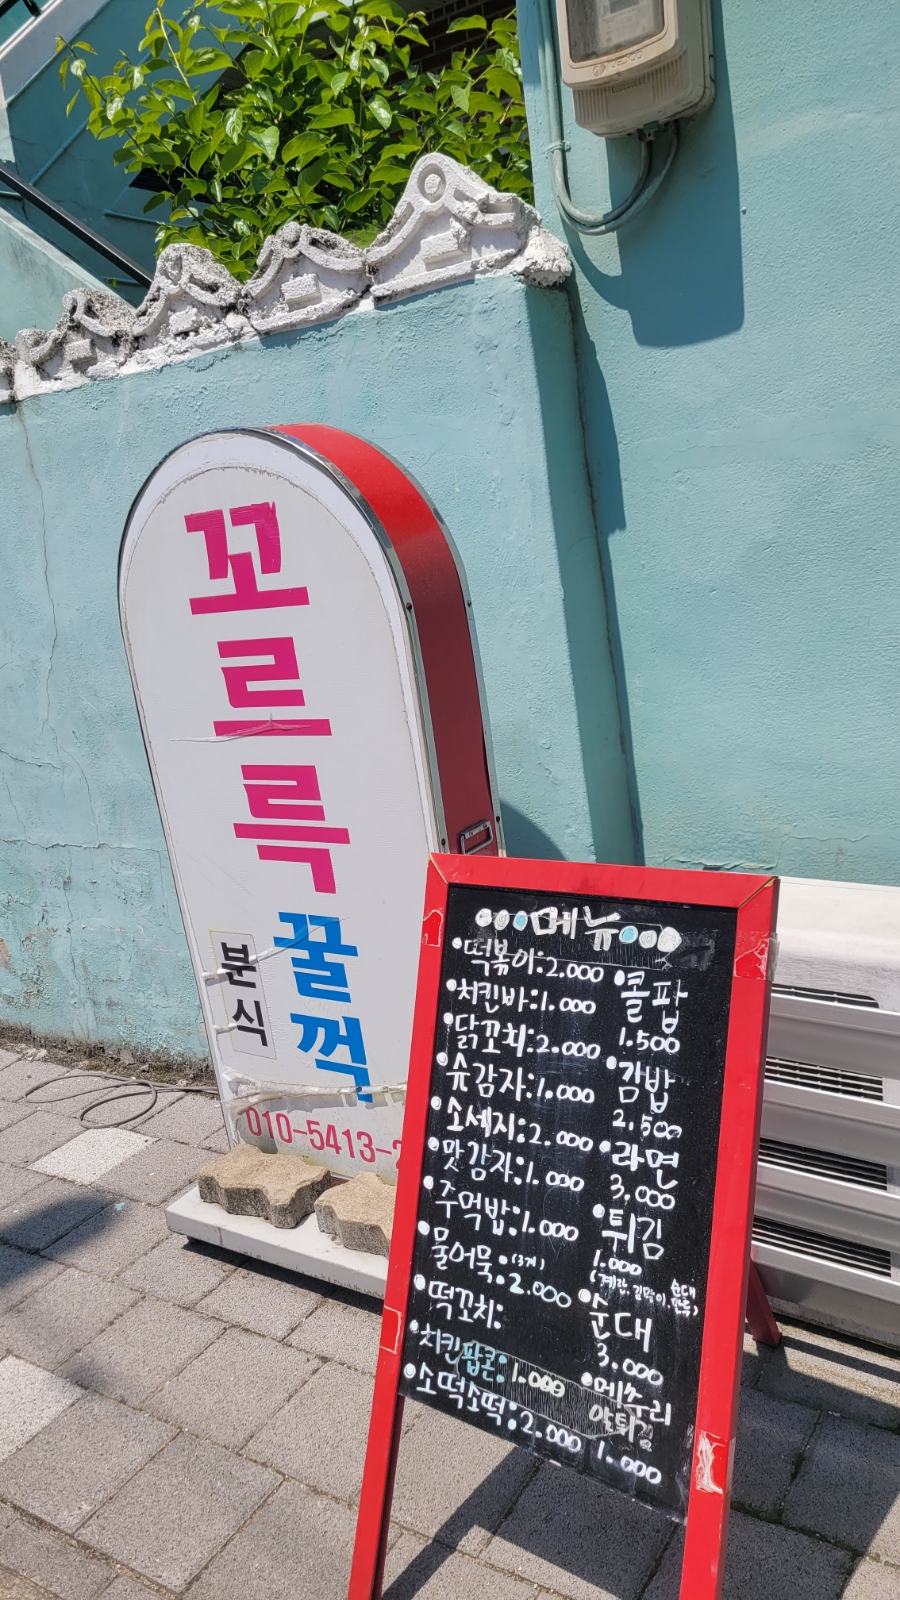 꼬르륵
꿀꺽
분식
010-5413-2
메뉴
떡볶이:2.000
치킨바:1.000
닭꼬치:2.000
슈감자:1.000
소세지:2.000
맛감자:1.000
주먹밥:1.000
물어묵:(3개)2.000
떡꼬치:
치킨팝콘:1.000
소떡소떡:2.000
콜팝
1.500
김밥
2.500
라면
3.000
튀김
1.000
순대
3.000
메추리
알튀김
1.000